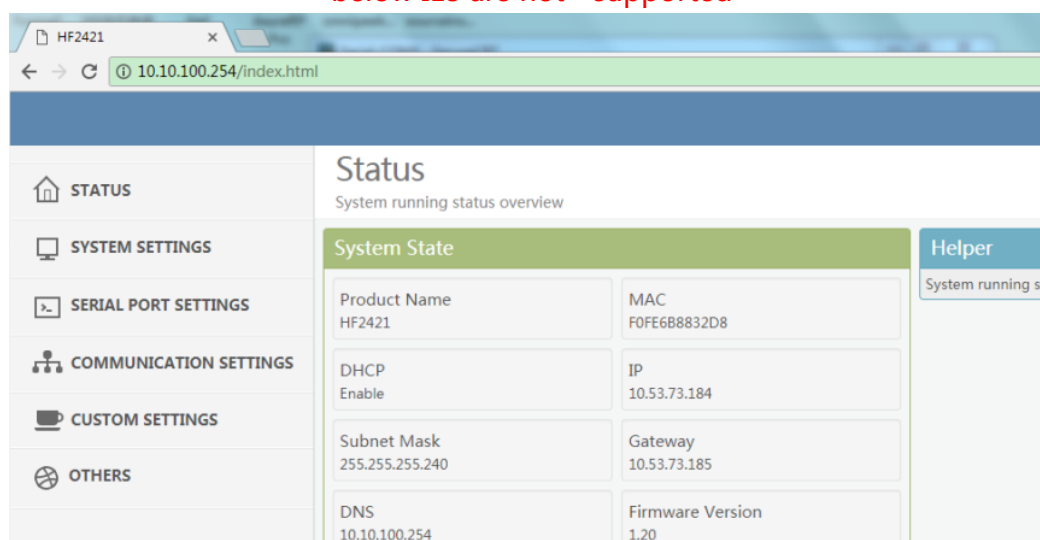 HF2421
10.10.100.254/index.html
Status
System running status overview
STATUS
SYSTEM SETTINGS
SERIAL PORT SETTINGS
COMMUNICATION SETTINGS
CUSTOM SETTINGS
OTHERS
System State
Product Name
HF2421
MAC
F0FE6B8832D8
DHCP
Enable
IP
10.53.73.184
Subnet Mask
255.255.255.240
Gateway
10.53.73.185
DNS
10.10.100.254
Firmware Version
1.20
Helper
System running